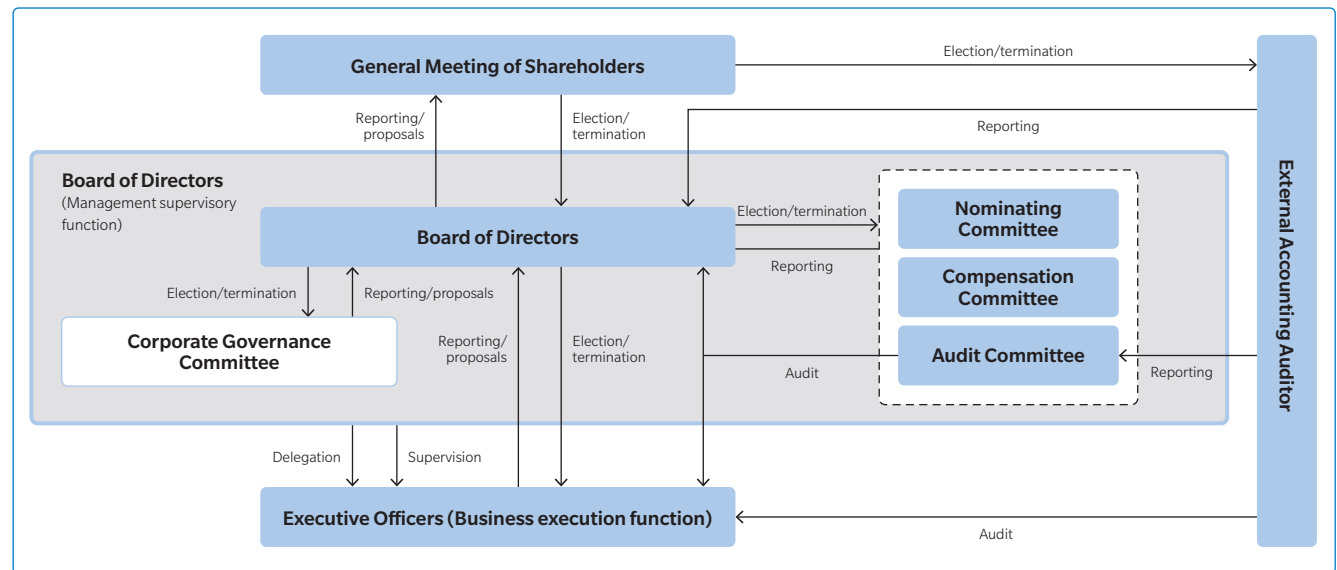 General Meeting of Shareholders
Election/termination
Reporting/
proposals
Election/
termination
Reporting
External Accounting Auditor
Board of Directors
(Management supervisory
function)
Board of Directors
Election/termination
Reporting
Nominating
Committee
Compensation
Committee
Audit Committee
Election/termination
Reporting/proposals
Corporate Governance
Committee
Reporting/
proposals
Election/
termination
Audit
Reporting
Delegation
Supervision
Executive Officers (Business execution function)
Audit